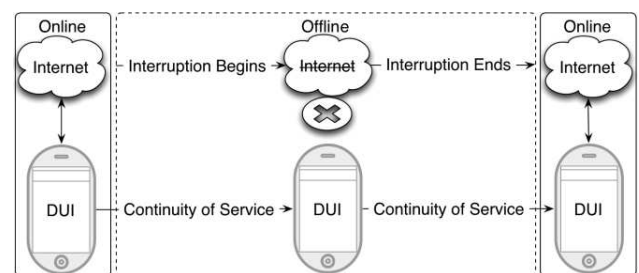 Online
Offline
Online
Internet
Interruption Begins
Internet
Interruption Ends
Internet
DUI
Continuity of Service
DUI
Continuity of Service
DUI